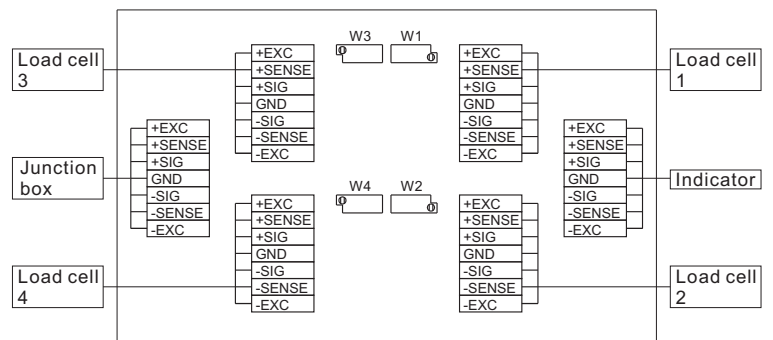 W3 W1
Load cell
3
+EXC
+SENSE
+SIG
GND
-SIG
-SENSE
-EXC
+EXC
+SENSE
+SIG
GND
-SIG
-SENSE
-EXC
Load cell
1
Junction
box
+EXC
+SENSE
+SIG
GND
-SIG
-SENSE
-EXC
+EXC
+SENSE
+SIG
GND
-SIG
-SENSE
-EXC
Indicator
W4 W2
Load cell
4
+EXC
+SENSE
+SIG
GND
-SIG
-SENSE
-EXC
+EXC
+SENSE
+SIG
GND
-SIG
-SENSE
-EXC
Load cell
2